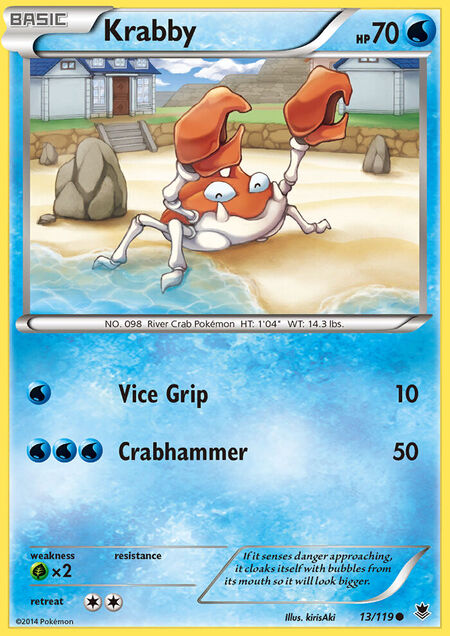 BASIC
Krabby
HP 70
NO. 098 River Crab Pokémon HT: 1'04" WT: 14.3 lbs.
Vice Grip 10
Crabhammer 50
weakness resistance
×2
retreat
If it senses danger approaching,
it cloaks itself with bubbles from
its mouth so it will look bigger.
©2014 Pokémon
Illus. kirisAki 13/119